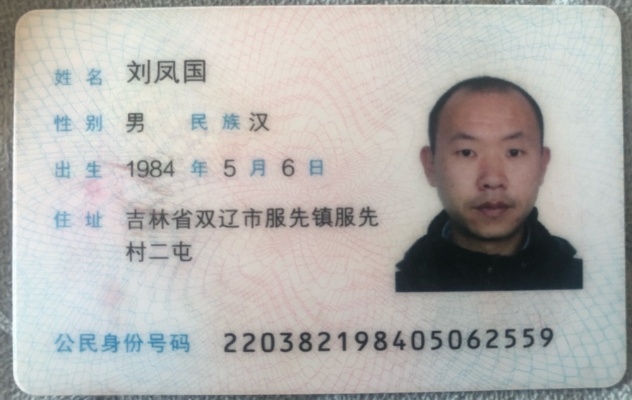 姓名 刘凤国
性别 男 民族 汉
出生 1984 年 5 月 6 日
住址 吉林省双辽市服先镇服先
村二屯
公民身份号码 220382198405062559